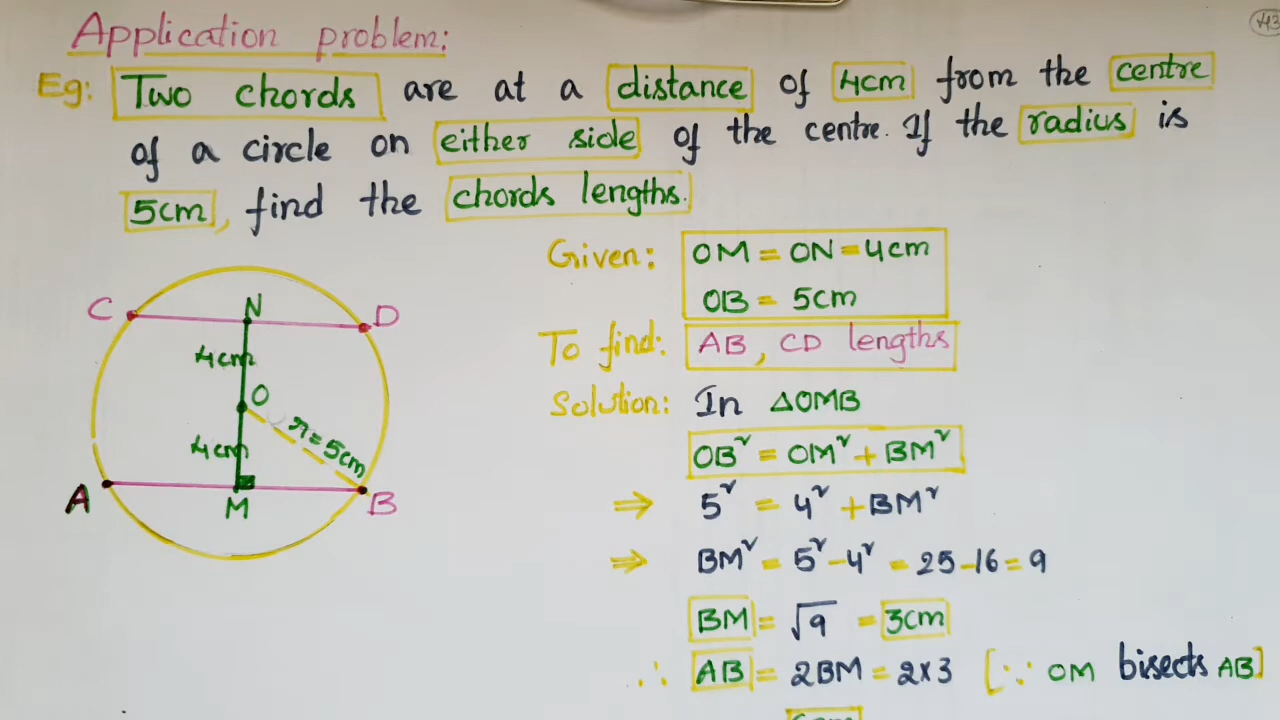 Application problem:
Eg: Two chords are at a distance of 4cm from the centre
of a circle on either side of the centre. If the radius is
5cm, find the chords lengths.
Given: OM = ON = 4cm
OB = 5cm
To find: AB, CD lengths
Solution: In △OMB
OB² = OM² + BM²
⇒ 5² = 4² + BM²
⇒ BM² = 5² - 4² = 25 - 16 = 9
BM = √9 = 3cm
∴ AB = 2BM = 2×3 [∵ OM bisects AB]
C N D
4cm
O
4cm r=5cm
A M B